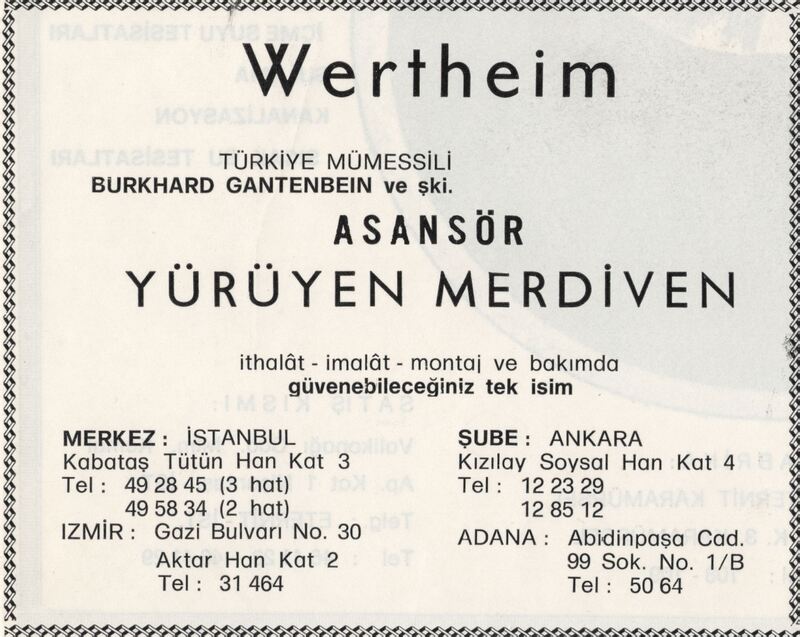 Wertheim
TÜRKİYE MÜMESSİLİ
BURKHARD GANTENBEIN ve şki.
ASANSÖR
YÜRÜYEN MERDİVEN
ithalât - imalât - montaj ve bakımda
güvenebileceğiniz tek isim
MERKEZ : İSTANBUL
Kabataş Tütün Han Kat 3
Tel : 49 28 45 (3 hat)
49 58 34 (2 hat)
IZMİR : Gazi Bulvarı No. 30
Aktar Han Kat 2
Tel : 31 464
ŞUBE : ANKARA
Kızılay Soysal Han Kat 4
Tel : 12 23 29
12 85 12
ADANA : Abidinpaşa Cad.
99 Sok. No. 1/B
Tel : 50 64